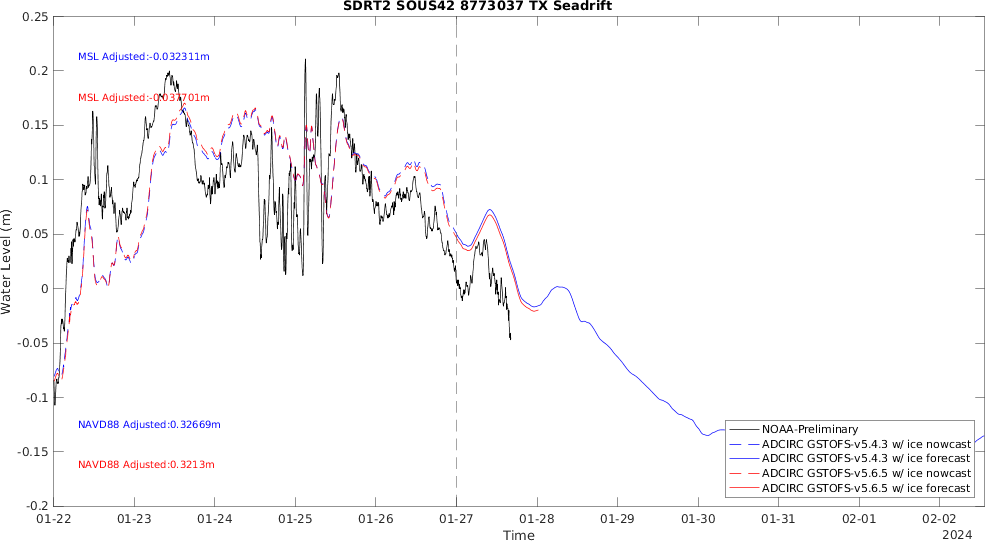 SDRT2 SOUS42 8773037 TX Seadrift
0.25
0.2
0.15
0.1
0.05
0
-0.05
-0.1
-0.15
-0.2
Water Level (m)
MSL Adjusted:-0.032311m
MSL Adjusted:-0.037701m
NAVD88 Adjusted:0.32669m
NAVD88 Adjusted:0.3213m
NOAA-Preliminary
ADCIRC GSTOFS-v5.4.3 w/ ice nowcast
ADCIRC GSTOFS-v5.4.3 w/ ice forecast
ADCIRC GSTOFS-v5.6.5 w/ ice nowcast
ADCIRC GSTOFS-v5.6.5 w/ ice forecast
01-22 01-23 01-24 01-25 01-26 01-27 01-28 01-29 01-30 01-31 02-01 02-02
Time
2024